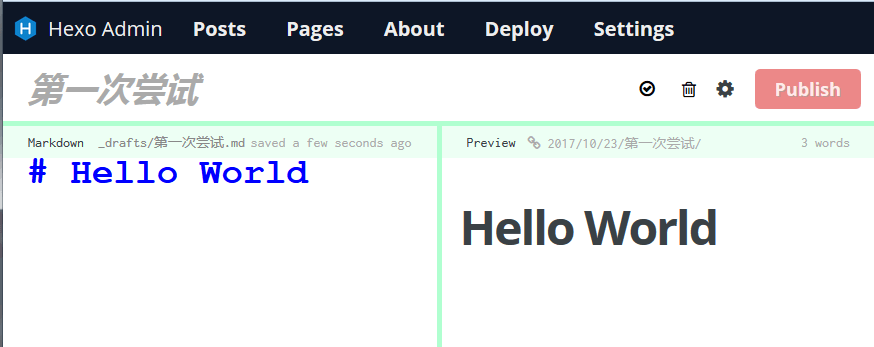 Hexo Admin Posts Pages About Deploy Settings
第一次尝试 Publish
Markdown _drafts/第一次尝试.md saved a few seconds ago Preview 2017/10/23/第一次尝试/ 3 words
# Hello World
Hello World